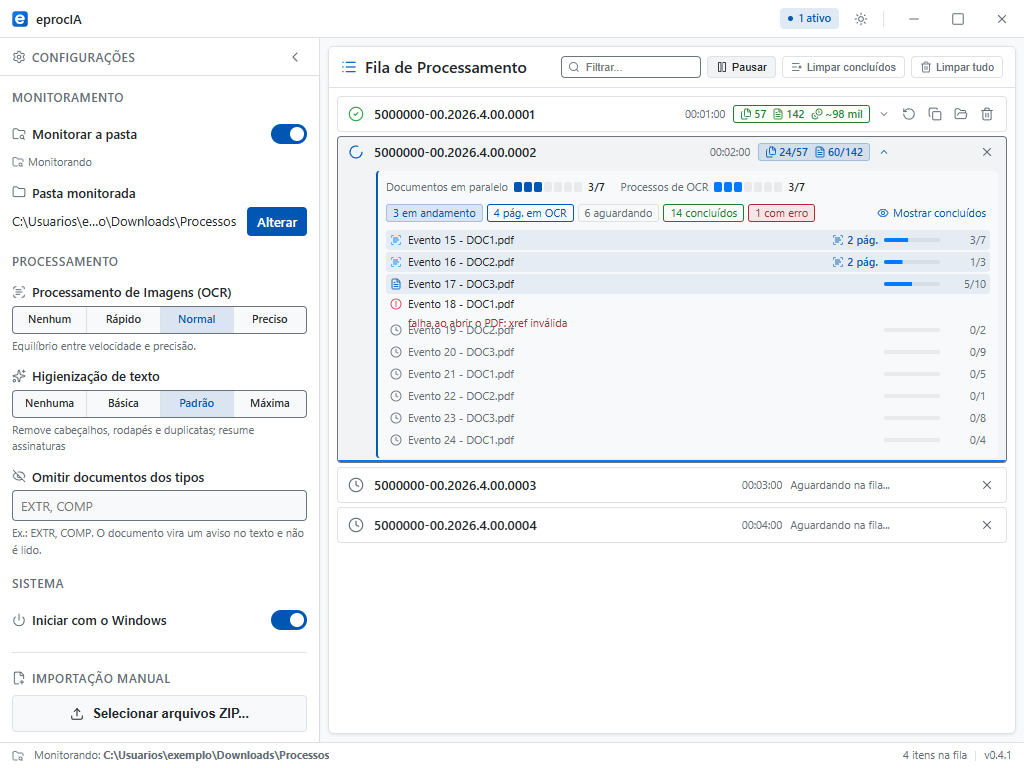 eprocIA
1 ativo
CONFIGURAÇÕES
MONITORAMENTO
Monitorar a pasta
Monitorando
Pasta monitorada
C:\Usuarios\e...o\Downloads\Processos
Alterar
PROCESSAMENTO
Processamento de Imagens (OCR)
Nenhum Rápido Normal Preciso
Equilíbrio entre velocidade e precisão.
Higienização de texto
Nenhuma Básica Padrão Máxima
Remove cabeçalhos, rodapés e duplicatas; resume
assinaturas
Omitir documentos dos tipos
EXTR, COMP
Ex.: EXTR, COMP. O documento vira um aviso no texto e não
é lido.
SISTEMA
Iniciar com o Windows
IMPORTAÇÃO MANUAL
Selecionar arquivos ZIP...
Fila de Processamento
Filtrar...
Pausar
Limpar concluídos
Limpar tudo
5000000-00.2026.4.00.0001 00:01:00 57 142 ~98 mil
5000000-00.2026.4.00.0002 00:02:00 24/57 60/142
Documentos em paralelo 3/7 Processos de OCR 3/7
3 em andamento 4 pág. em OCR 6 aguardando 14 concluídos 1 com erro Mostrar concluídos
Evento 15 - DOC1.pdf 2 pág. 3/7
Evento 16 - DOC2.pdf 2 pág. 1/3
Evento 17 - DOC3.pdf 5/10
Evento 18 - DOC1.pdf
falha ao abrir o PDF: xref inválida
Evento 19 - DOC2.pdf 0/2
Evento 20 - DOC3.pdf 0/9
Evento 21 - DOC1.pdf 0/5
Evento 22 - DOC2.pdf 0/1
Evento 23 - DOC3.pdf 0/8
Evento 24 - DOC1.pdf 0/4
5000000-00.2026.4.00.0003 00:03:00 Aguardando na fila...
5000000-00.2026.4.00.0004 00:04:00 Aguardando na fila...
Monitorando: C:\Usuarios\exemplo\Downloads\Processos
4 itens na fila
v0.4.1